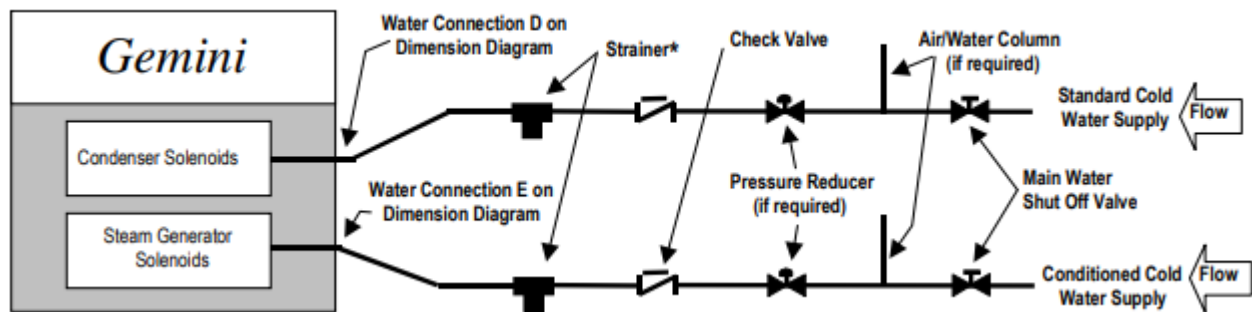 Gemini
Condenser Solenoids
Steam Generator
Solenoids
Water Connection D on
Dimension Diagram
Strainer*
Check Valve
Air/Water Column
(if required)
Standard Cold
Water Supply
Flow
Water Connection E on
Dimension Diagram
Pressure Reducer
(if required)
Main Water
Shut Off Valve
Conditioned Cold
Water Supply
Flow